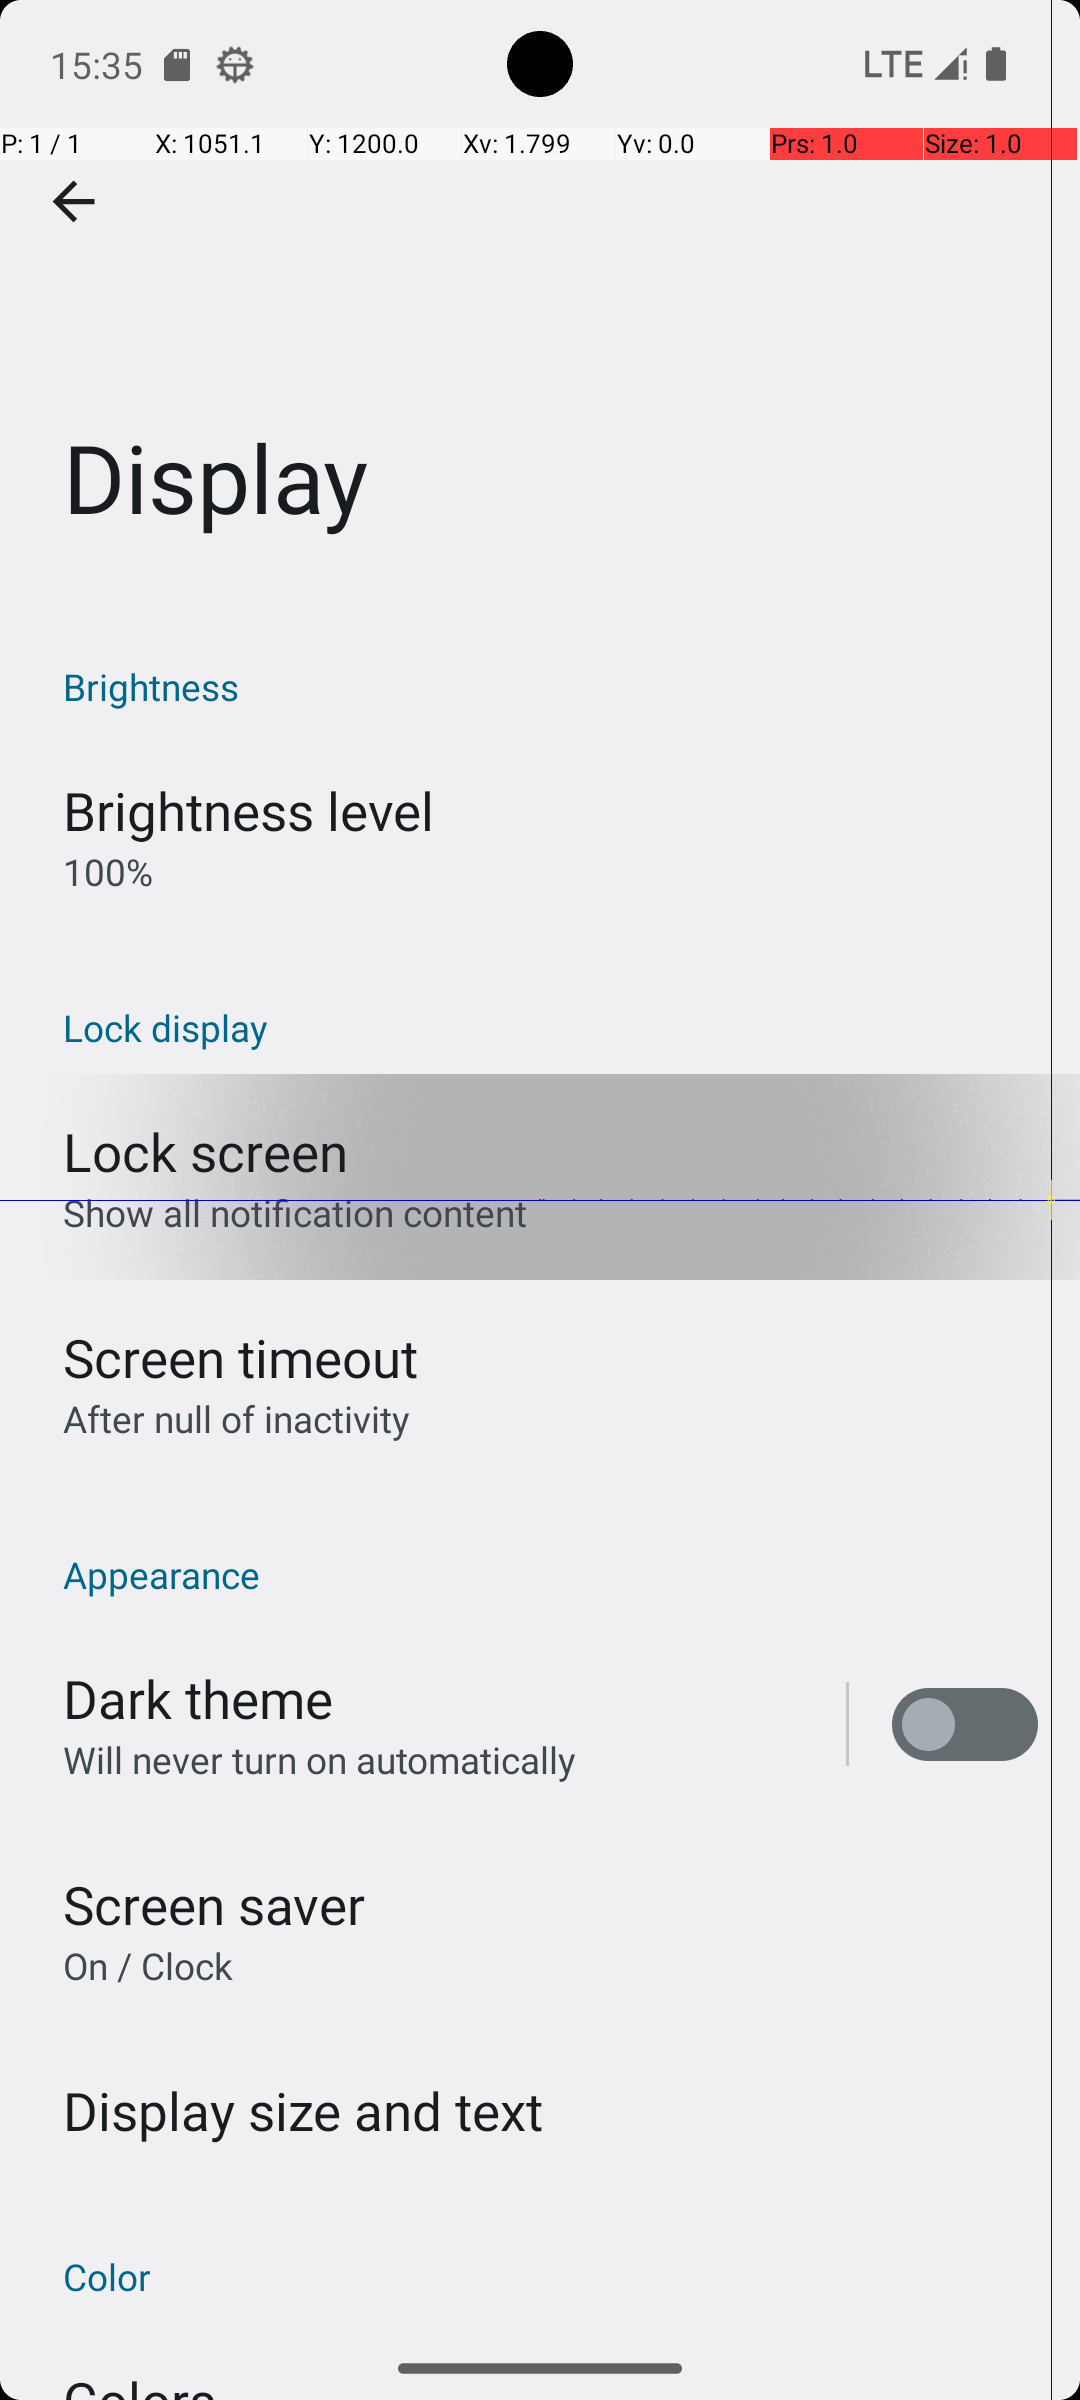 15:35
LTE
P: 1 / 1 X: 1051.1 Y: 1200.0 Xv: 1.799 Yv: 0.0 Prs: 1.0 Size: 1.0
Display
Brightness
Brightness level
100%
Lock display
Lock screen
Show all notification content
Screen timeout
After null of inactivity
Appearance
Dark theme
Will never turn on automatically
Screen saver
On / Clock
Display size and text
Color
Colors